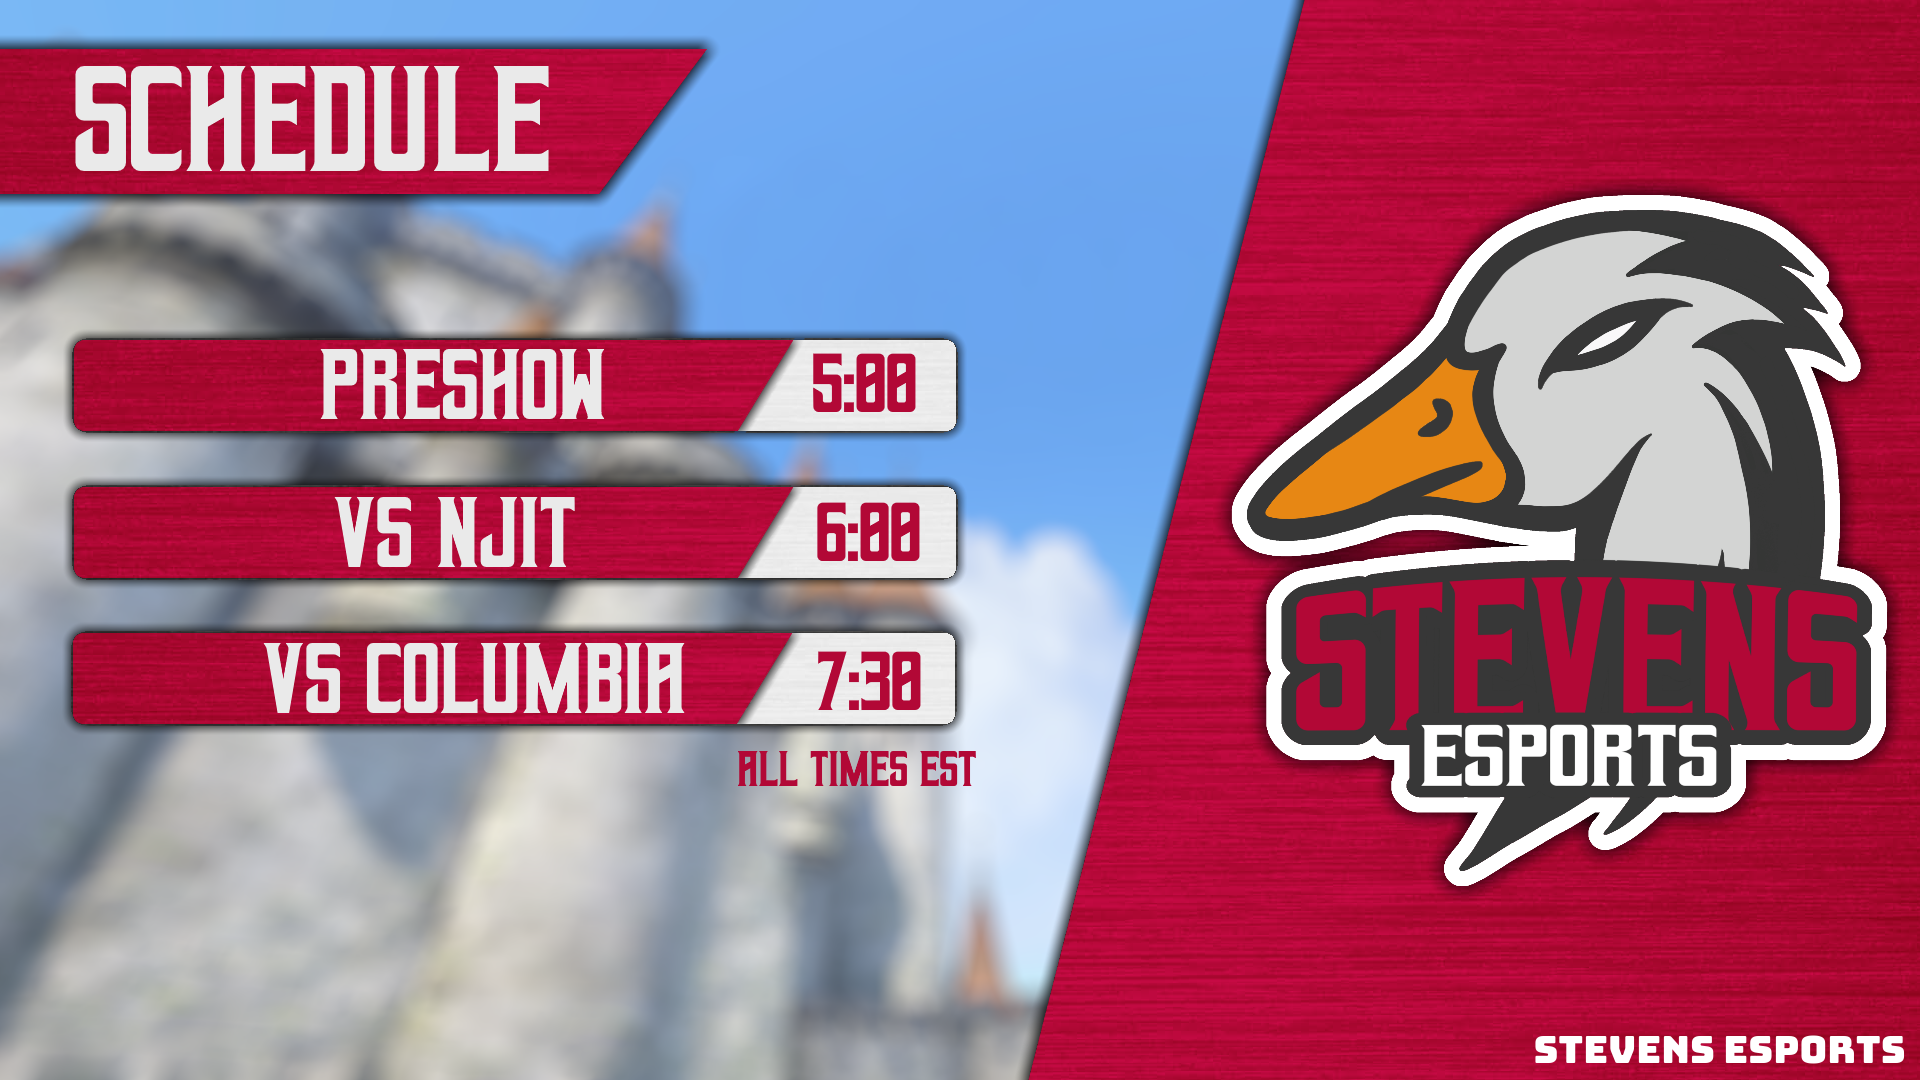 SCHEDULE
PRESHOW 5:00
VS NJIT 6:00
VS COLUMBIA 7:30
ALL TIMES EST
STEVENS
ESPORTS
STEVENS ESPORTS